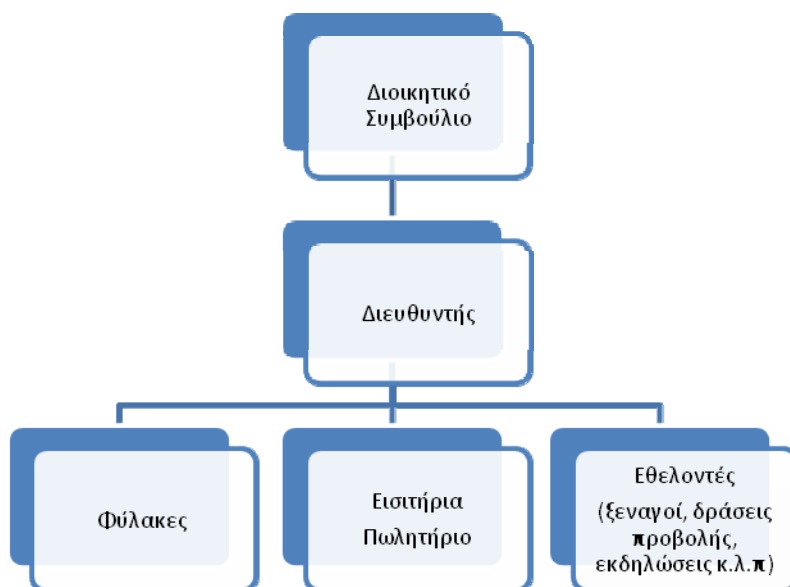 Διοικητικό
Συμβούλιο
Διευθυντής
Φύλακες
Εισιτήρια
Πωλητήριο
Εθελοντές
(ξεναγοί, δράσεις
προβολής,
εκδηλώσεις κ.λ.π)